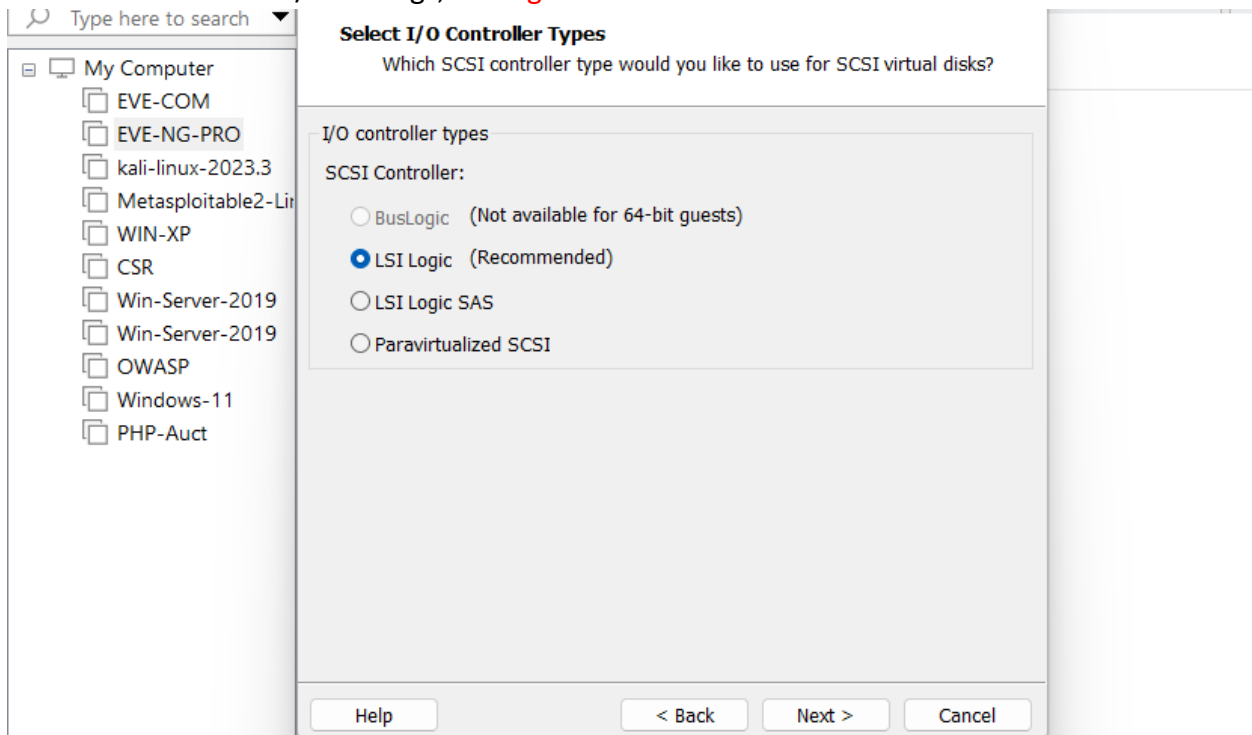 Type here to search
My Computer
EVE-COM
EVE-NG-PRO
kali-linux-2023.3
Metasploitable2-Lir
WIN-XP
CSR
Win-Server-2019
Win-Server-2019
OWASP
Windows-11
PHP-Auct
Select I/O Controller Types
Which SCSI controller type would you like to use for SCSI virtual disks?
I/O controller types
SCSI Controller:
BusLogic (Not available for 64-bit guests)
LSI Logic (Recommended)
LSI Logic SAS
Paravirtualized SCSI
Help
< Back
Next >
Cancel